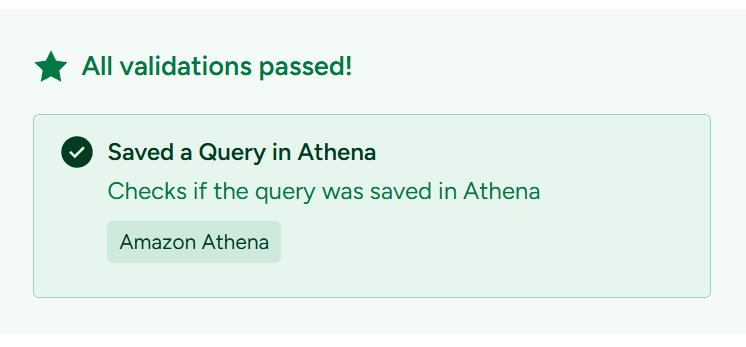 All validations passed!
Saved a Query in Athena
Checks if the query was saved in Athena
Amazon Athena